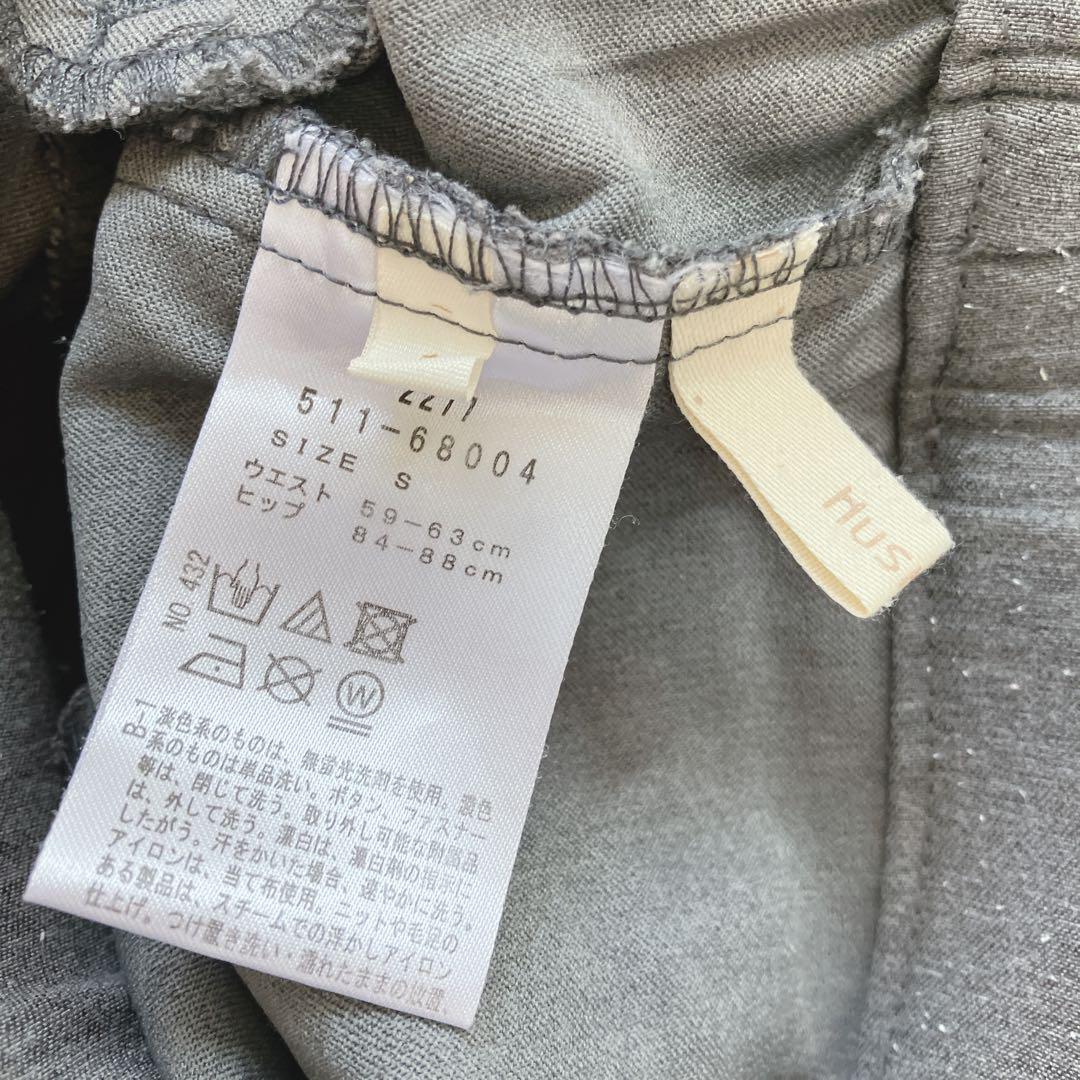 2277
511-68004
SIZE S
ウエスト 59-63cm
ヒップ 84-88cm
NO 432
W
B-1淡色系のものは、無蛍光洗剤を使用。濃色
系のものは単品洗い。ボタン、ファスナー
等は、閉じて洗う。取り外し可能な附属品
は、外して洗う。漂白は、漂白剤の指示に
したがう。汗をかいた場合、速やかに洗う。
アイロンは、当て布使用。ニットや毛足の
ある製品は、スチームでの浮かしアイロン
仕上げ。つけ置き洗い・濡れたままの放置、
HUS